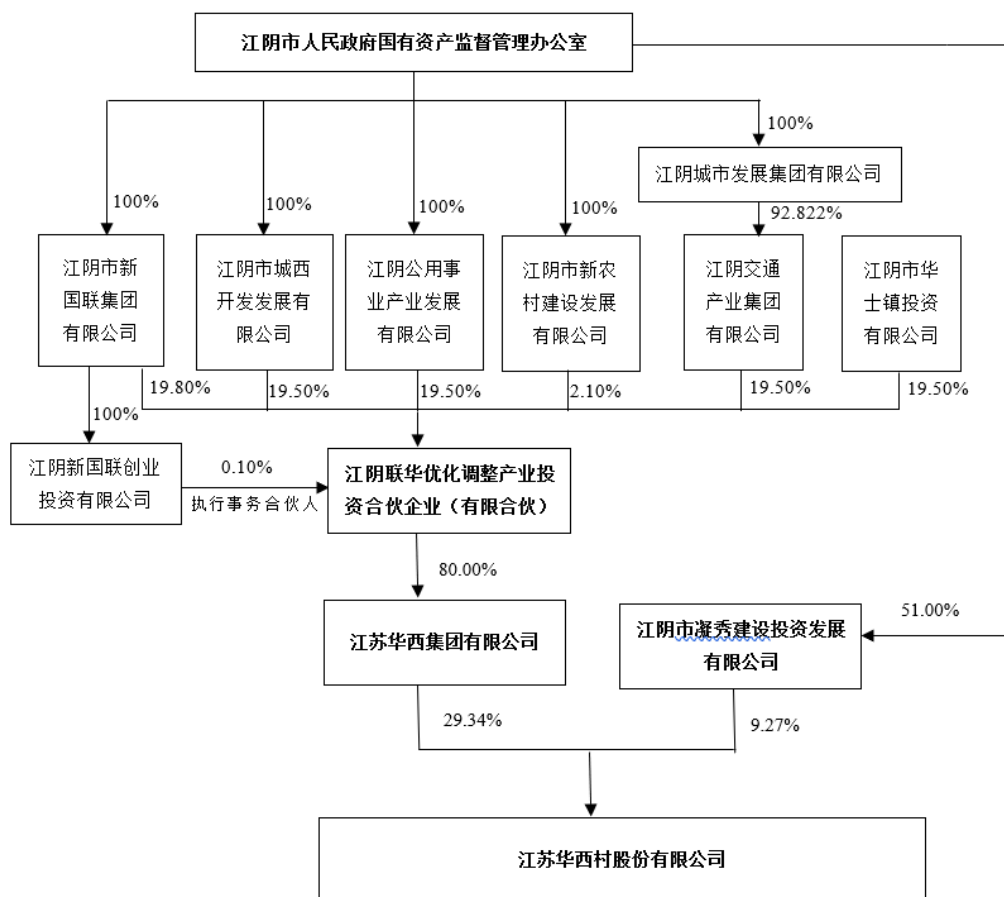 江阴市人民政府国有资产监督管理办公室
100%
江阴城市发展集团有限公司
100%
100%
100%
100%
92.822%
江阴市新
国联集团
有限公司
江阴市城西
开发发展有
限公司
江阴公用事
业产业发展
有限公司
江阴市新农
村建设发展
有限公司
江阴交通
产业集团
有限公司
江阴市华
士镇投资
有限公司
19.80%
19.50%
19.50%
2.10%
19.50%
19.50%
100%
江阴新国联创业
投资有限公司
0.10%
执行事务合伙人
江阴联华优化调整产业投
资合伙企业（有限合伙）
80.00%
江苏华西集团有限公司
江阴市凝秀建设投资发展
有限公司
51.00%
29.34%
9.27%
江苏华西村股份有限公司